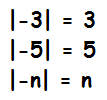 |-3| = 3
|-5| = 5
|-n| = n